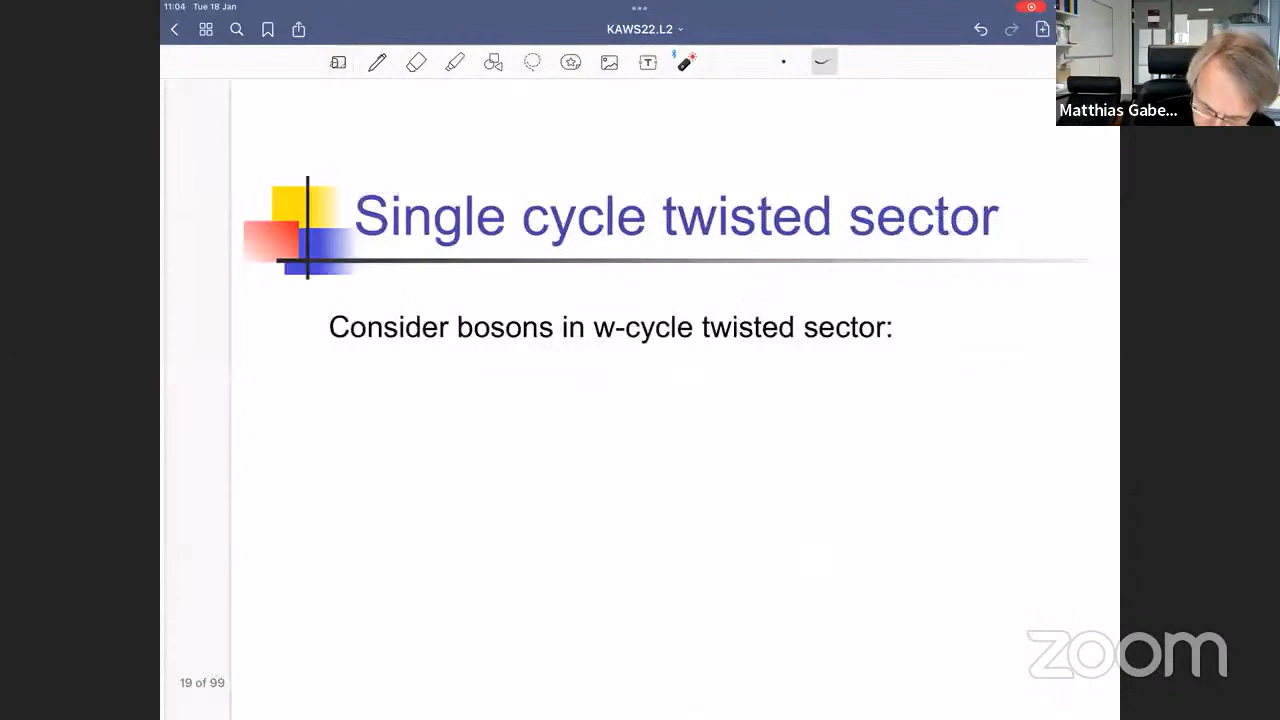 11:04 Tue 18 Jan
KAWS22.L2
T
Matthias Gabe...
Single cycle twisted sector
Consider bosons in w-cycle twisted sector:
zoom
19 of 99